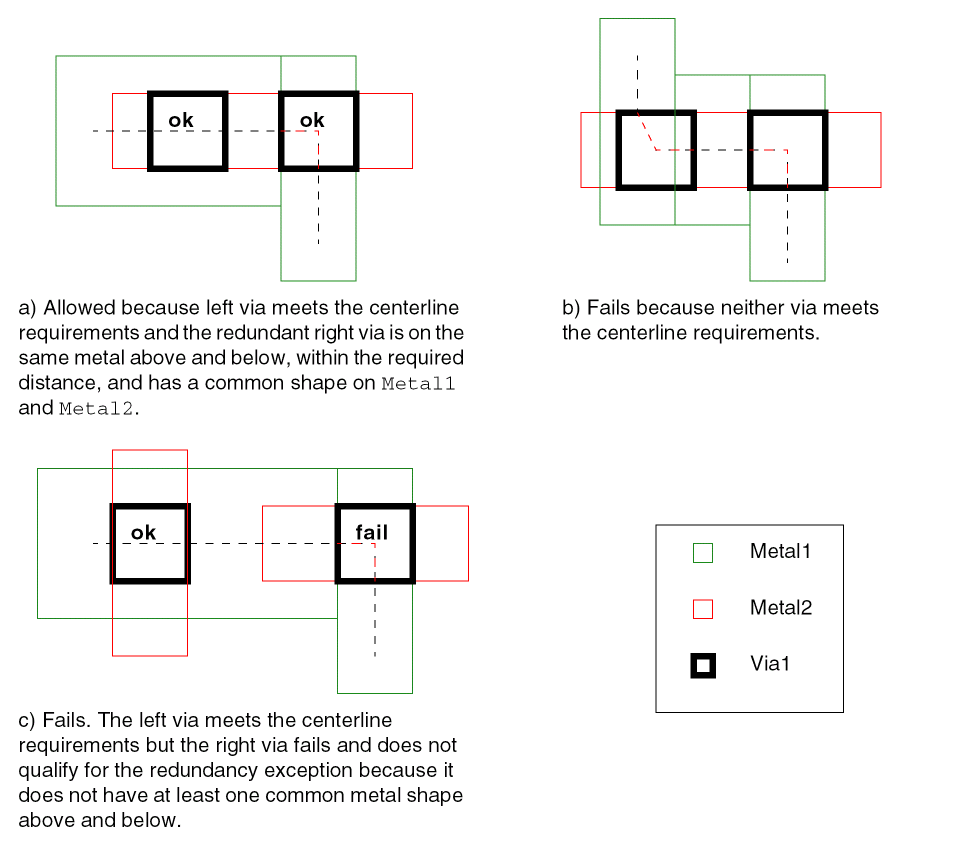 ok
ok
a) Allowed because left via meets the centerline
requirements and the redundant right via is on the
same metal above and below, within the required
distance, and has a common shape on Metal1
and Metal2.
b) Fails because neither via meets
the centerline requirements.
ok
fail
c) Fails. The left via meets the centerline
requirements but the right via fails and does not
qualify for the redundancy exception because it
does not have at least one common metal shape
above and below.
Metal1
Metal2
Via1